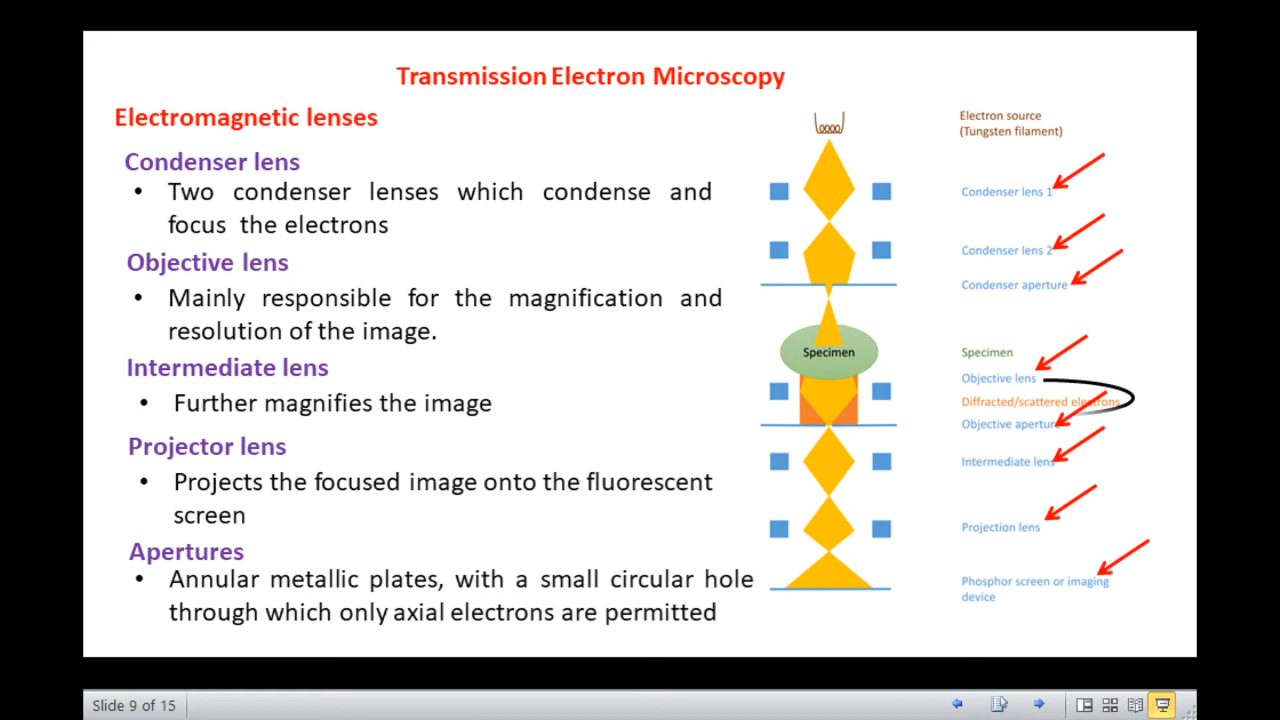 Transmission Electron Microscopy
Electromagnetic lenses
Condenser lens
• Two condenser lenses which condense and
focus the electrons
Objective lens
• Mainly responsible for the magnification and
resolution of the image.
Intermediate lens
• Further magnifies the image
Projector lens
• Projects the focused image onto the fluorescent
screen
Apertures
• Annular metallic plates, with a small circular hole
through which only axial electrons are permitted
Electron source
(Tungsten filament)
Condenser lens 1
Condenser lens 2
Condenser aperture
Specimen
Specimen
Objective lens
Diffracted/scattered electrons
Objective aperture
Intermediate lens
Projection lens
Phosphor screen or imaging
device
Slide 9 of 15